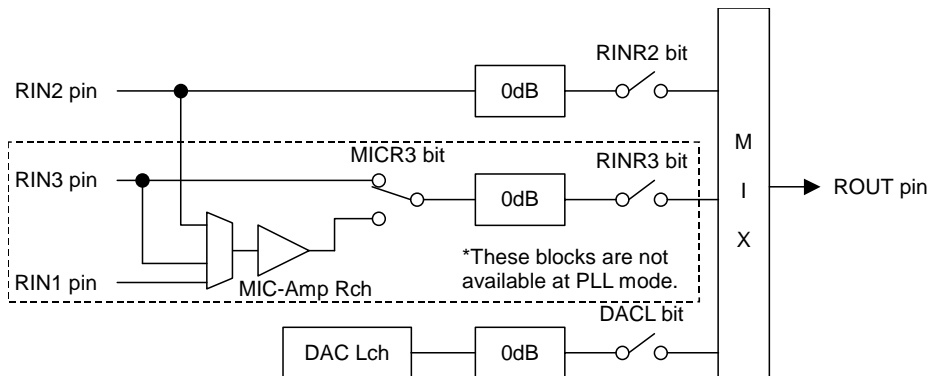 RINR2 bit
RIN2 pin
0dB
MICR3 bit
RINR3 bit
RIN3 pin
0dB
M
I
X
ROUT pin
*These blocks are not
available at PLL mode.
RIN1 pin
MIC-Amp Rch
DACL bit
DAC Lch
0dB